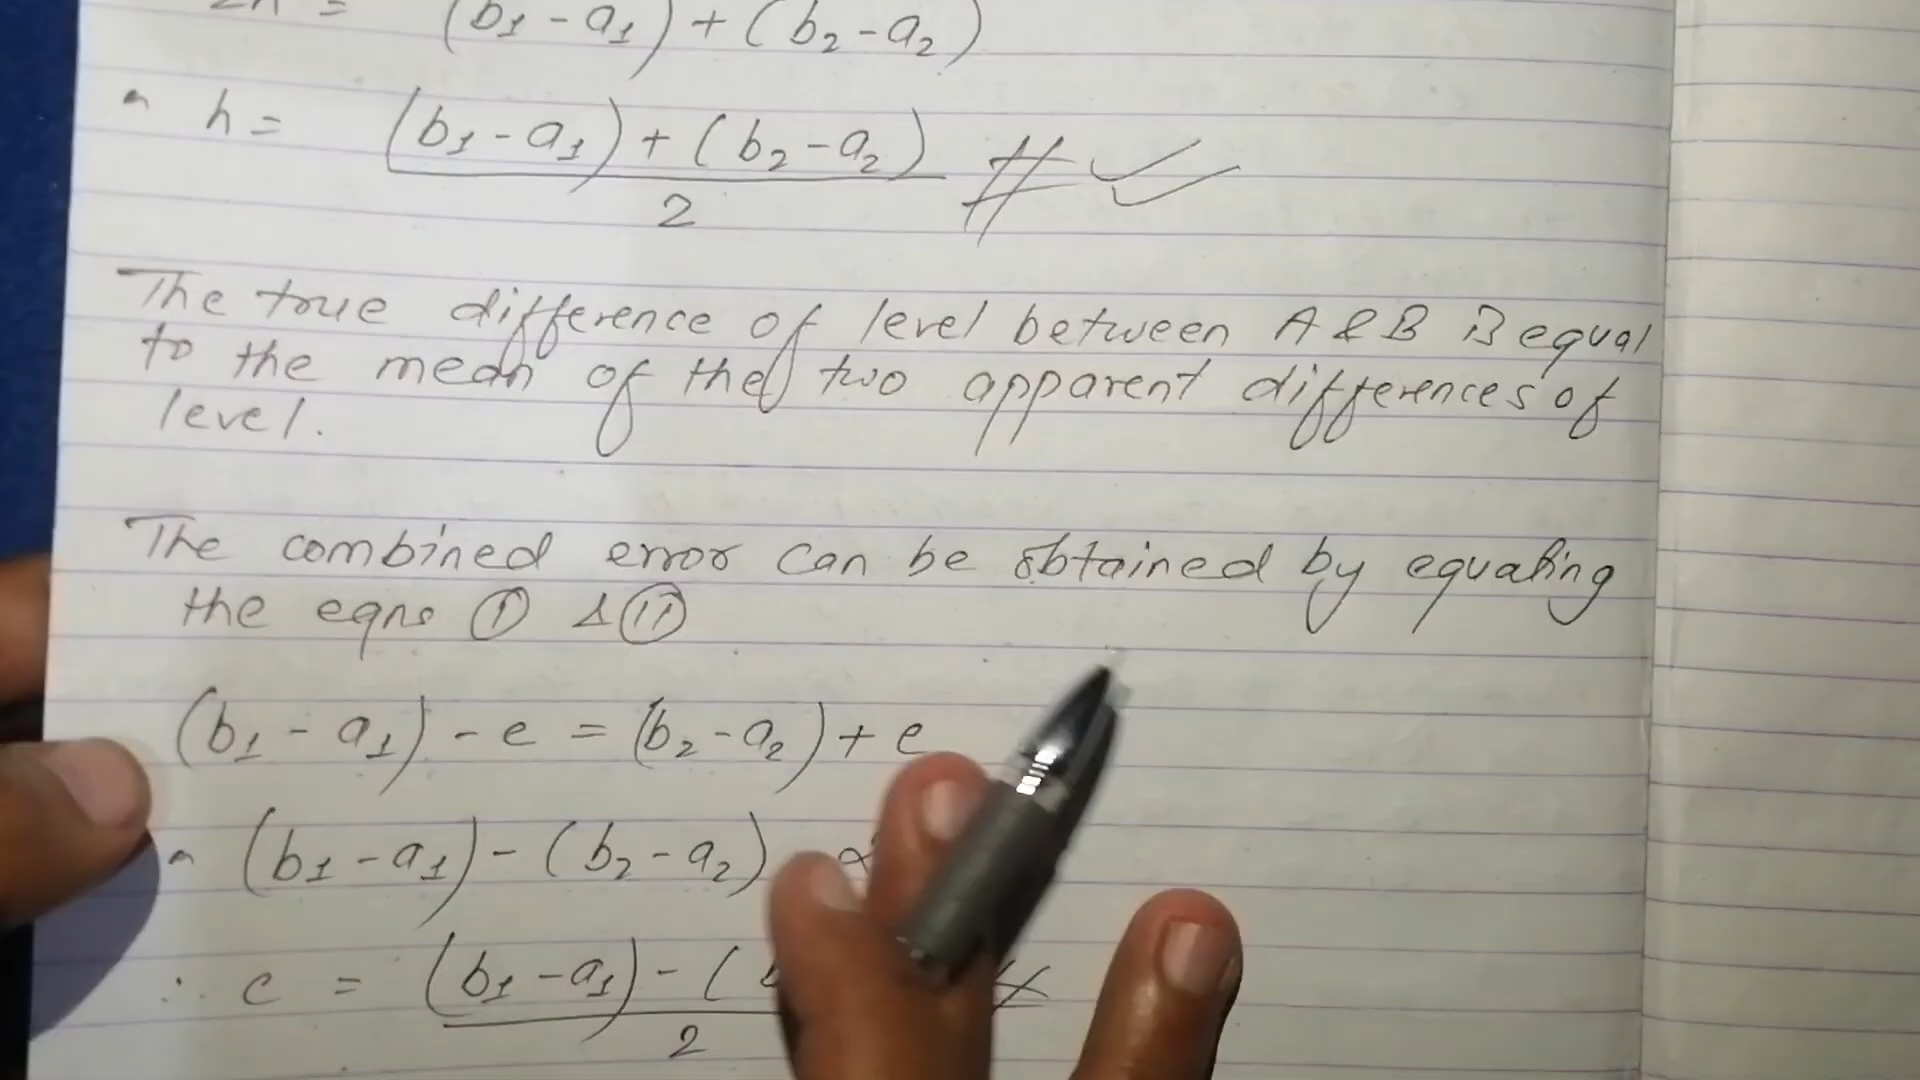 2h = (b₁ - a₁) + (b₂ - a₂)
h = (b₁ - a₁) + (b₂ - a₂)
2
The true difference of level between A & B is equal
to the mean of the two apparent differences of
level.
The combined error can be obtained by equating
the eqns (I) & (II)
(b₁ - a₁) - e = (b₂ - a₂) + e
(b₁ - a₁) - (b₂ - a₂)
∴ e = (b₁ - a₁) - (
2